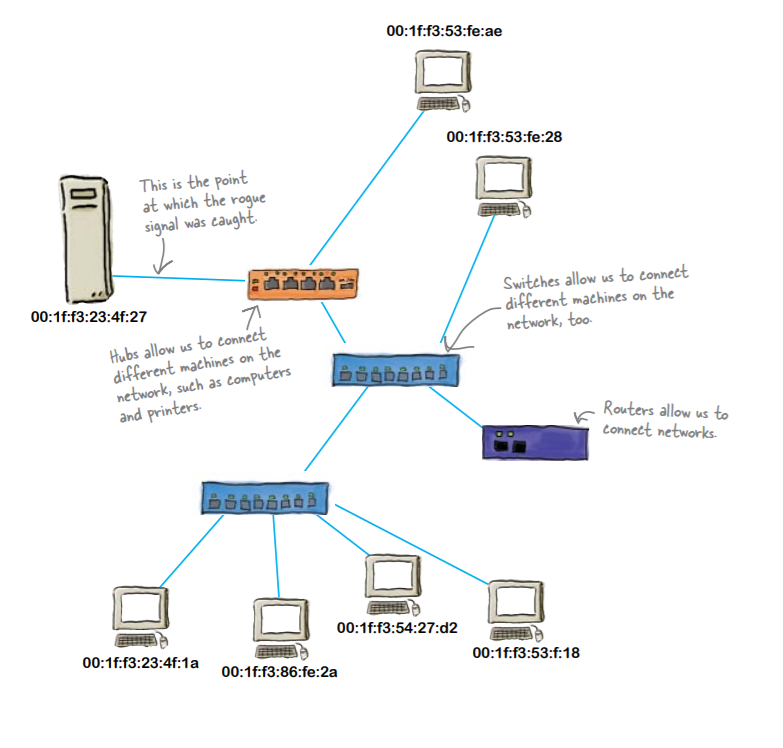 00:1f:f3:53:fe:ae
00:1f:f3:53:fe:28
This is the point
at which the rogue
signal was caught.
00:1f:f3:23:4f:27
Switches allow us to connect
different machines on the
network, too.
Hubs allow us to connect
different machines on the
network, such as computers
and printers.
Routers allow us to
connect networks.
00:1f:f3:23:4f:1a
00:1f:f3:86:fe:2a
00:1f:f3:54:27:d2
00:1f:f3:53:f:18